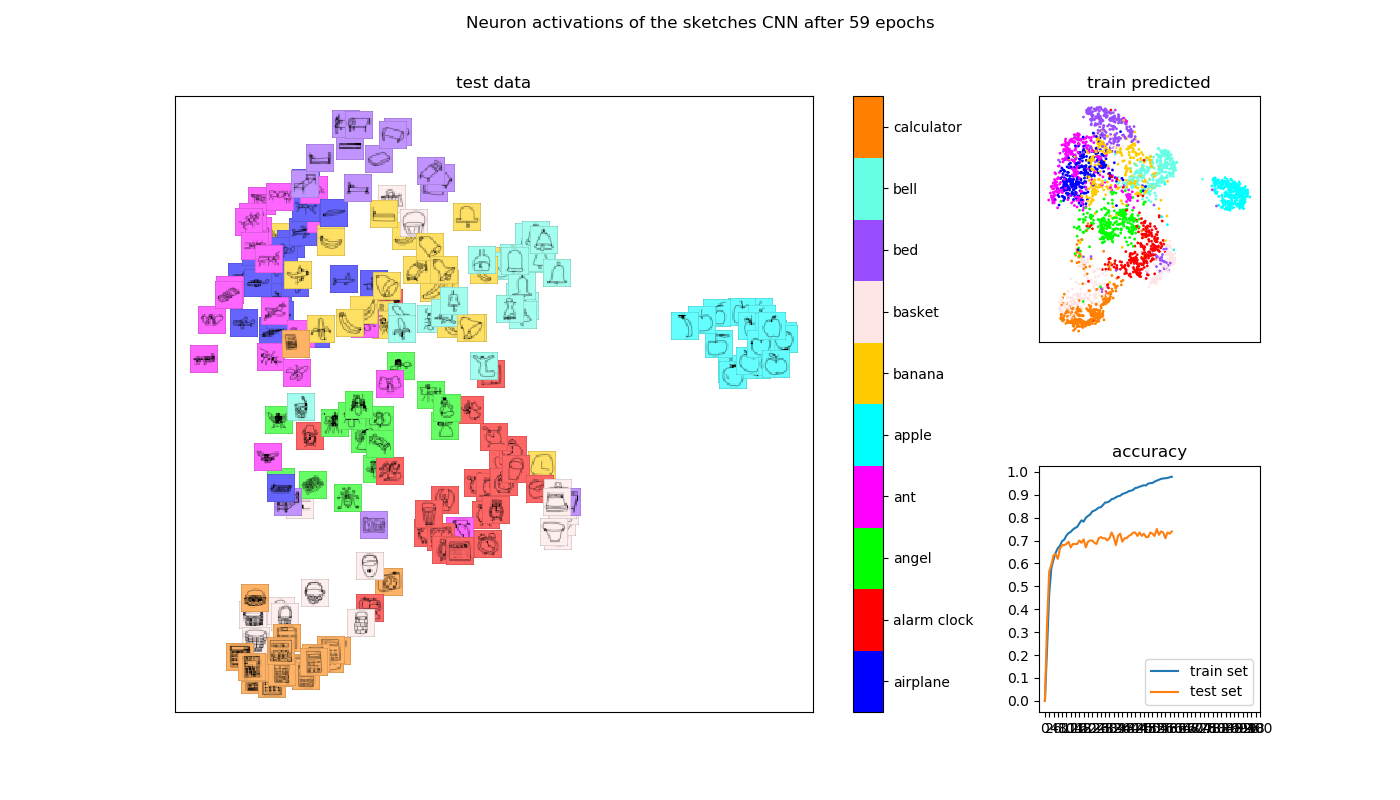 Neuron activations of the sketches CNN after 59 epochs
test data
calculator
bell
bed
basket
banana
apple
ant
angel
alarm clock
airplane
train predicted
accuracy
1.0
0.9
0.8
0.7
0.6
0.5
0.4
0.3
0.2
0.1
0.0
train set
test set